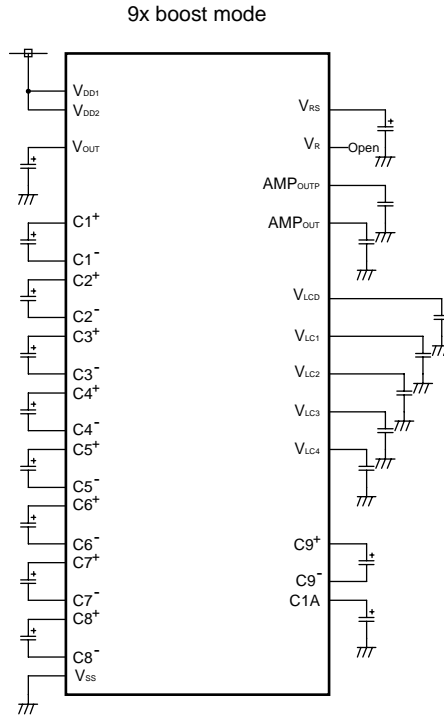 9x boost mode
VDD1
VDD2
VOUT
C1+
C1-
C2+
C2-
C3+
C3-
C4+
C4-
C5+
C5-
C6+
C6-
C7+
C7-
C8+
C8-
VSS
VRS
VR
Open
AMPOUTP
AMPOUT
VLCD
VLC1
VLC2
VLC3
VLC4
C9+
C9-
C1A